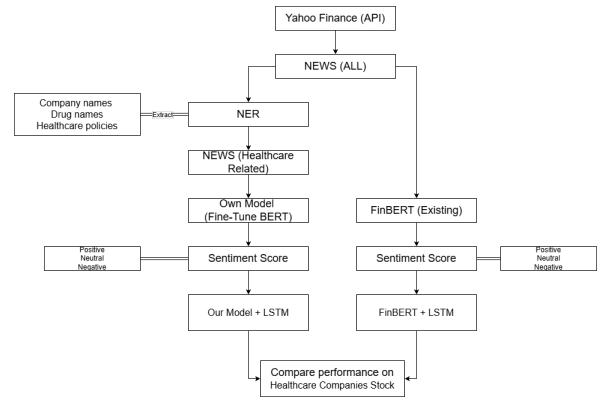 Yahoo Finance (API)
NEWS (ALL)
Company names
Drug names
Healthcare policies
Extract
NER
NEWS (Healthcare
Related)
Own Model
(Fine-Tune BERT)
FinBERT (Existing)
Positive
Neutral
Negative
Sentiment Score
Sentiment Score
Positive
Neutral
Negative
Our Model + LSTM
FinBERT + LSTM
Compare performance on
Healthcare Companies Stock